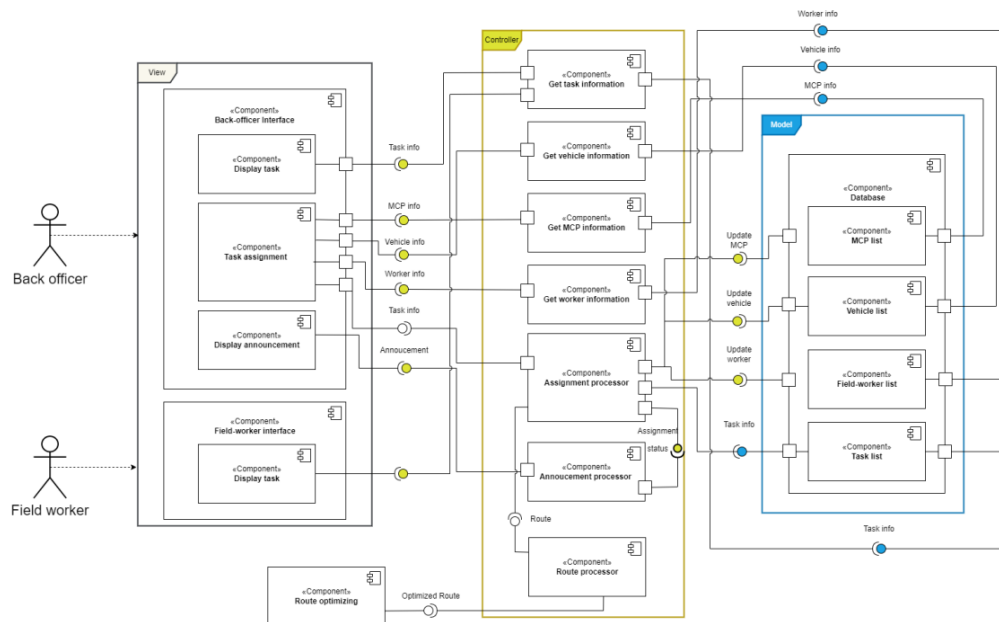 Worker info
Vehicle info
MCP info
View
Controller
Model
«Component»
Back-officer Interface
«Component»
Display task
«Component»
Task assignment
«Component»
Display announcement
«Component»
Field-worker interface
«Component»
Display task
Back officer
Field worker
Task info
MCP info
Vehicle info
Worker info
Task info
Annoucement
«Component»
Get task information
«Component»
Get vehicle information
«Component»
Get MCP information
«Component»
Get worker information
«Component»
Assignment processor
Assignment
status
«Component»
Annoucement processor
Route
«Component»
Route processor
«Component»
Route optimizing
Optimized Route
Update
MCP
Update
vehicle
Update
worker
Task info
«Component»
Database
«Component»
MCP list
«Component»
Vehicle list
«Component»
Field-worker list
«Component»
Task list
Task info